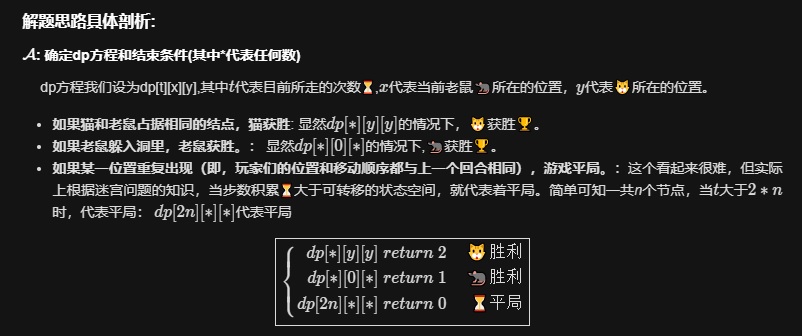 解题思路具体剖析:
𝒜: 确定dp方程和结束条件(其中*代表任何数)
dp方程我们设为dp[t][x][y],其中t代表目前所走的次数⏳,x代表当前老鼠🐀所在的位置，y代表🐱所在的位置。
• 如果猫和老鼠占据相同的结点，猫获胜: 显然dp[∗][y][y]的情况下，🐱获胜🏆。
• 如果老鼠躲入洞里，老鼠获胜。： 显然dp[∗][0][∗]的情况下,🐀获胜🏆。
• 如果某一位置重复出现（即，玩家们的位置和移动顺序都与上一个回合相同），游戏平局。：这个看起来很难，但实际
上根据迷宫问题的知识，当步数积累⏳大于可转移的状态空间，就代表着平局。简单可知一共n个节点，当t大于2 ∗ n
时，代表平局： dp[2n][∗][∗]代表平局
dp[∗][y][y] return 2 🐱胜利
dp[∗][0][∗] return 1 🐀胜利
dp[2n][∗][∗] return 0 ⏳平局